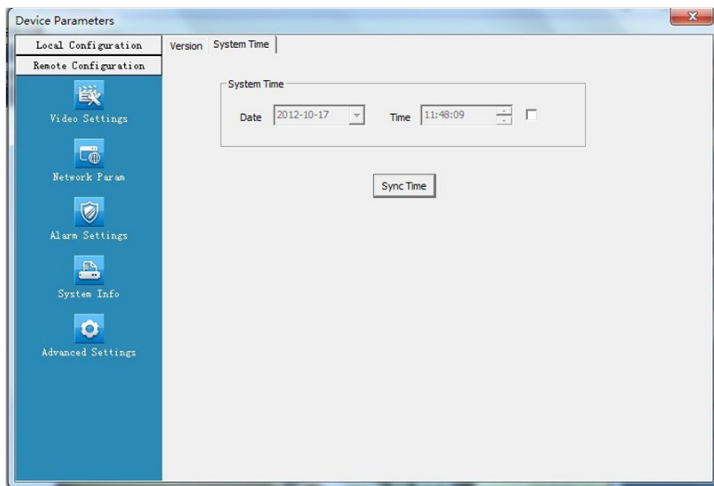 Device Parameters
Local Configuration
Remote Configuration
Video Settings
Network Param
Alarm Settings
System Info
Advanced Settings
Version
System Time
System Time
Date 2012-10-17 Time 11:48:09
Sync Time